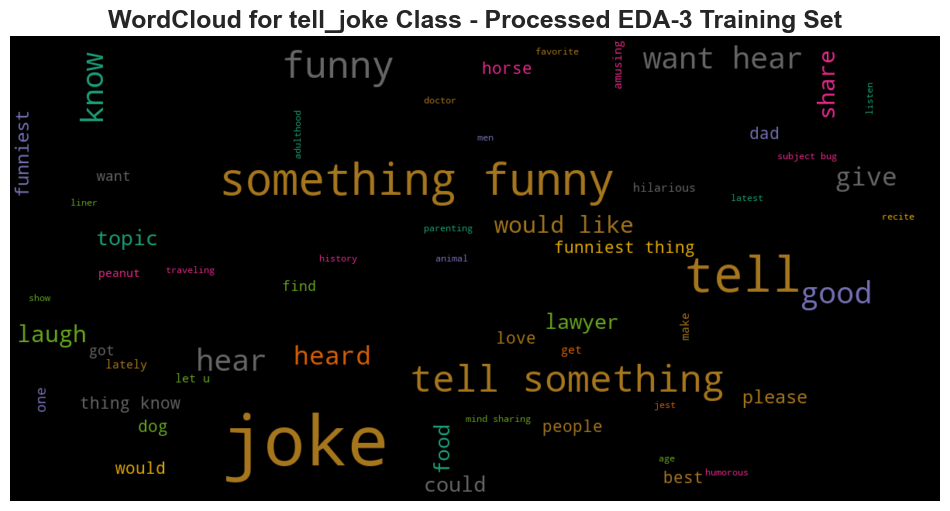 WordCloud for tell_joke Class - Processed EDA-3 Training Set
favorite
funny
know
want hear
horse
amusing
share
listen
doctor
adulthood
funniest
men
dad
subject bug
want
something funny
hilarious
give
liner
latest
recite
would like
parenting
topic
funniest thing
history
animal
peanut
traveling
tell
find
good
show
laugh
lawyer
make
love
got
hear
heard
get
lately
let u
tell something
one
thing know
please
jest
joke
mind sharing
dog
food
people
would
age
best
humorous
could